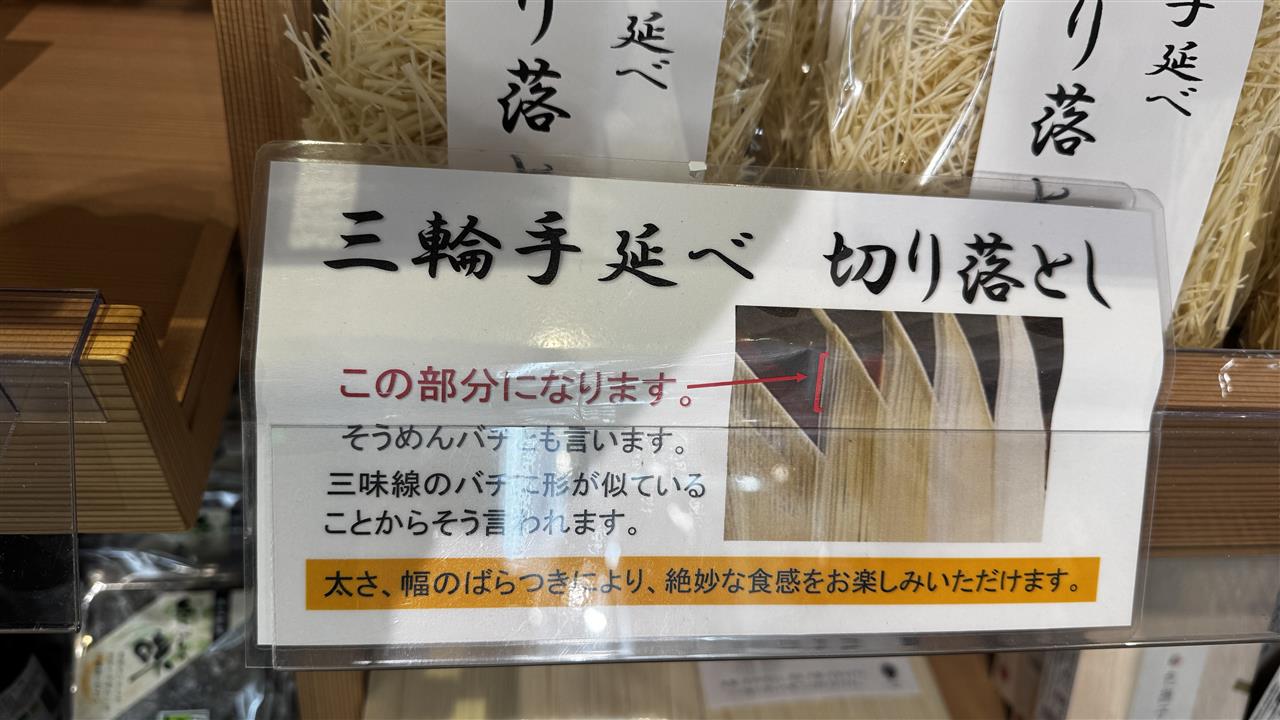 延べ
り落と
手延べ
り落と
三輪手延べ 切り落とし
この部分になります。
そうめんバチとも言います。
三味線のバチに形が似ている
ことからそう言われます。
太さ、幅のばらつきにより、絶妙な食感をお楽しみいただけます。